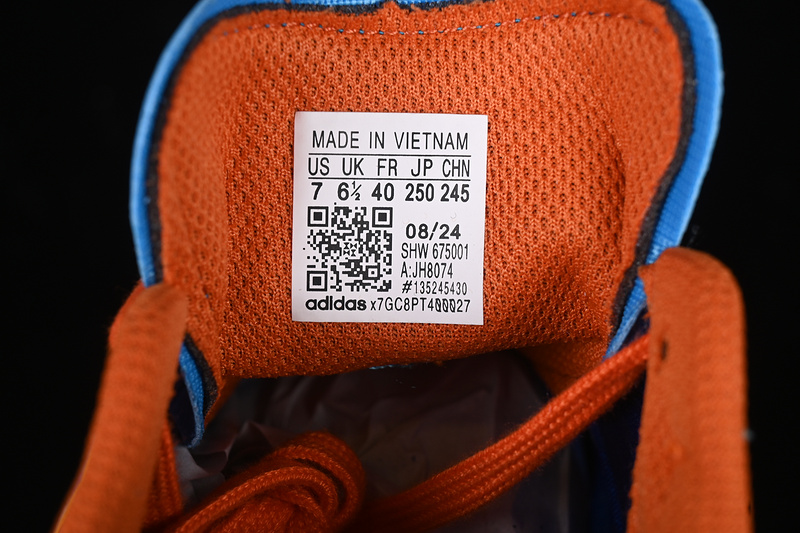 MADE IN VIETNAM
US UK FR JP CHN
7 6½ 40 250 245
08/24
SHW 675001
A:JH8074
#135245430
adidas x7GC8PT400027